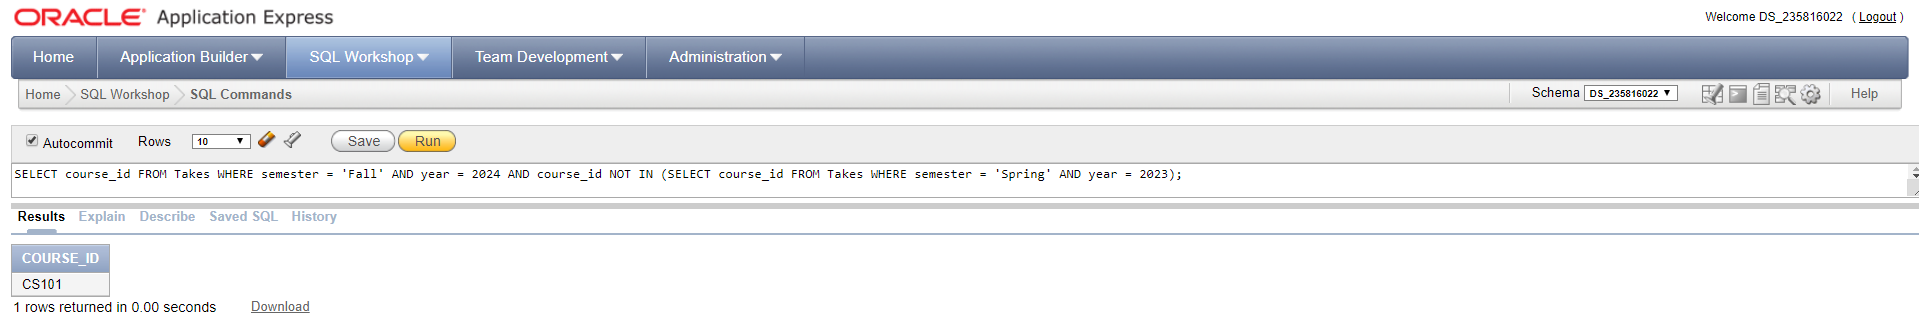 ORACLE® Application Express
Welcome DS_235816022 ( Logout )
Home Application Builder SQL Workshop Team Development Administration
Home SQL Workshop SQL Commands Schema DS_235816022 Help
Autocommit Rows 10 Save Run
SELECT course_id FROM Takes WHERE semester = 'Fall' AND year = 2024 AND course_id NOT IN (SELECT course_id FROM Takes WHERE semester = 'Spring' AND year = 2023);
Results Explain Describe Saved SQL History
COURSE_ID
CS101
1 rows returned in 0.00 seconds Download